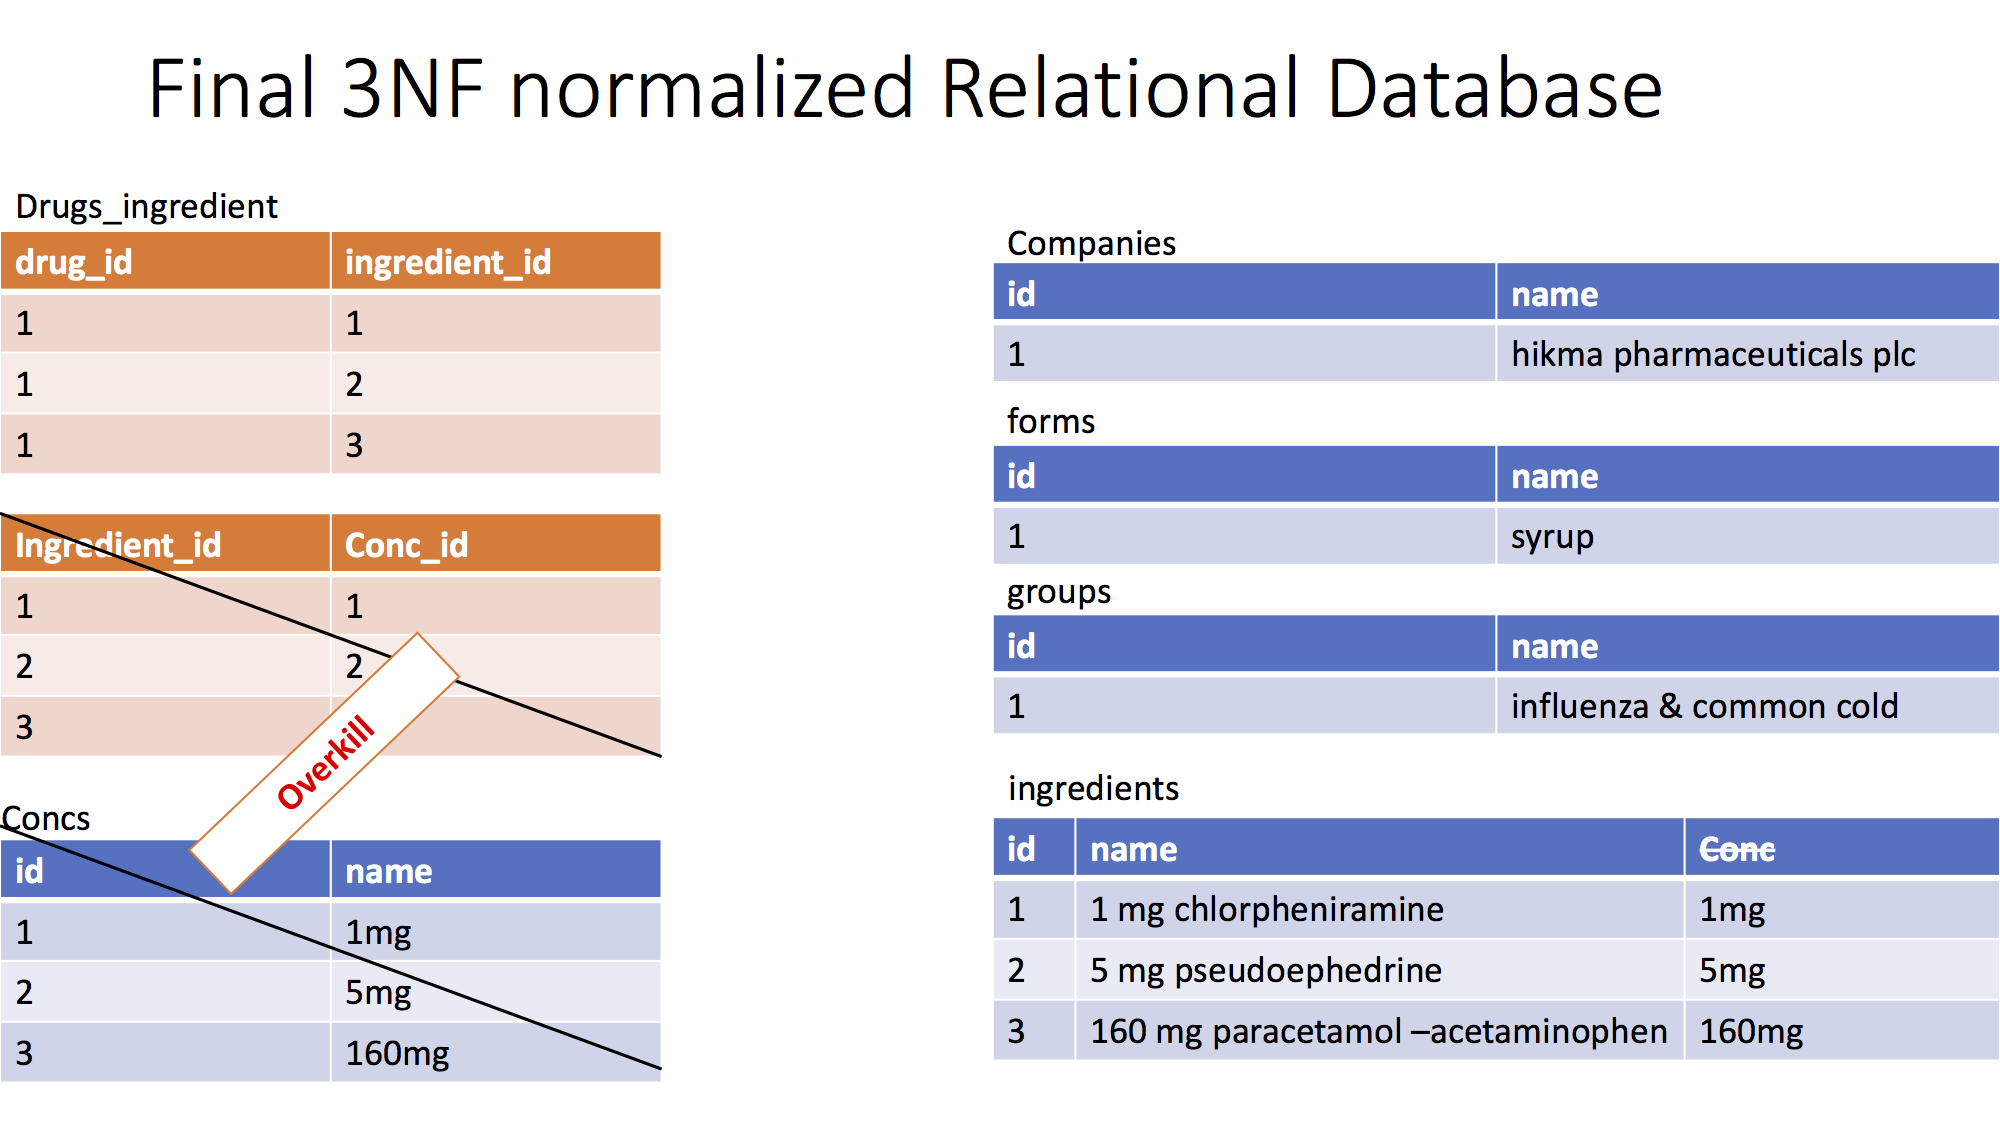 Final 3NF normalized Relational Database
Drugs_ingredient
drug_id ingredient_id
1 1
1 2
1 3
Ingredient_id Conc_id
1 1
2 2
3
Overkill
Concs
id name
1 1mg
2 5mg
3 160mg
Companies
id name
1 hikma pharmaceuticals plc
forms
id name
1 syrup
groups
id name
1 influenza & common cold
ingredients
id name Conc
1 1 mg chlorpheniramine 1mg
2 5 mg pseudoephedrine 5mg
3 160 mg paracetamol –acetaminophen 160mg